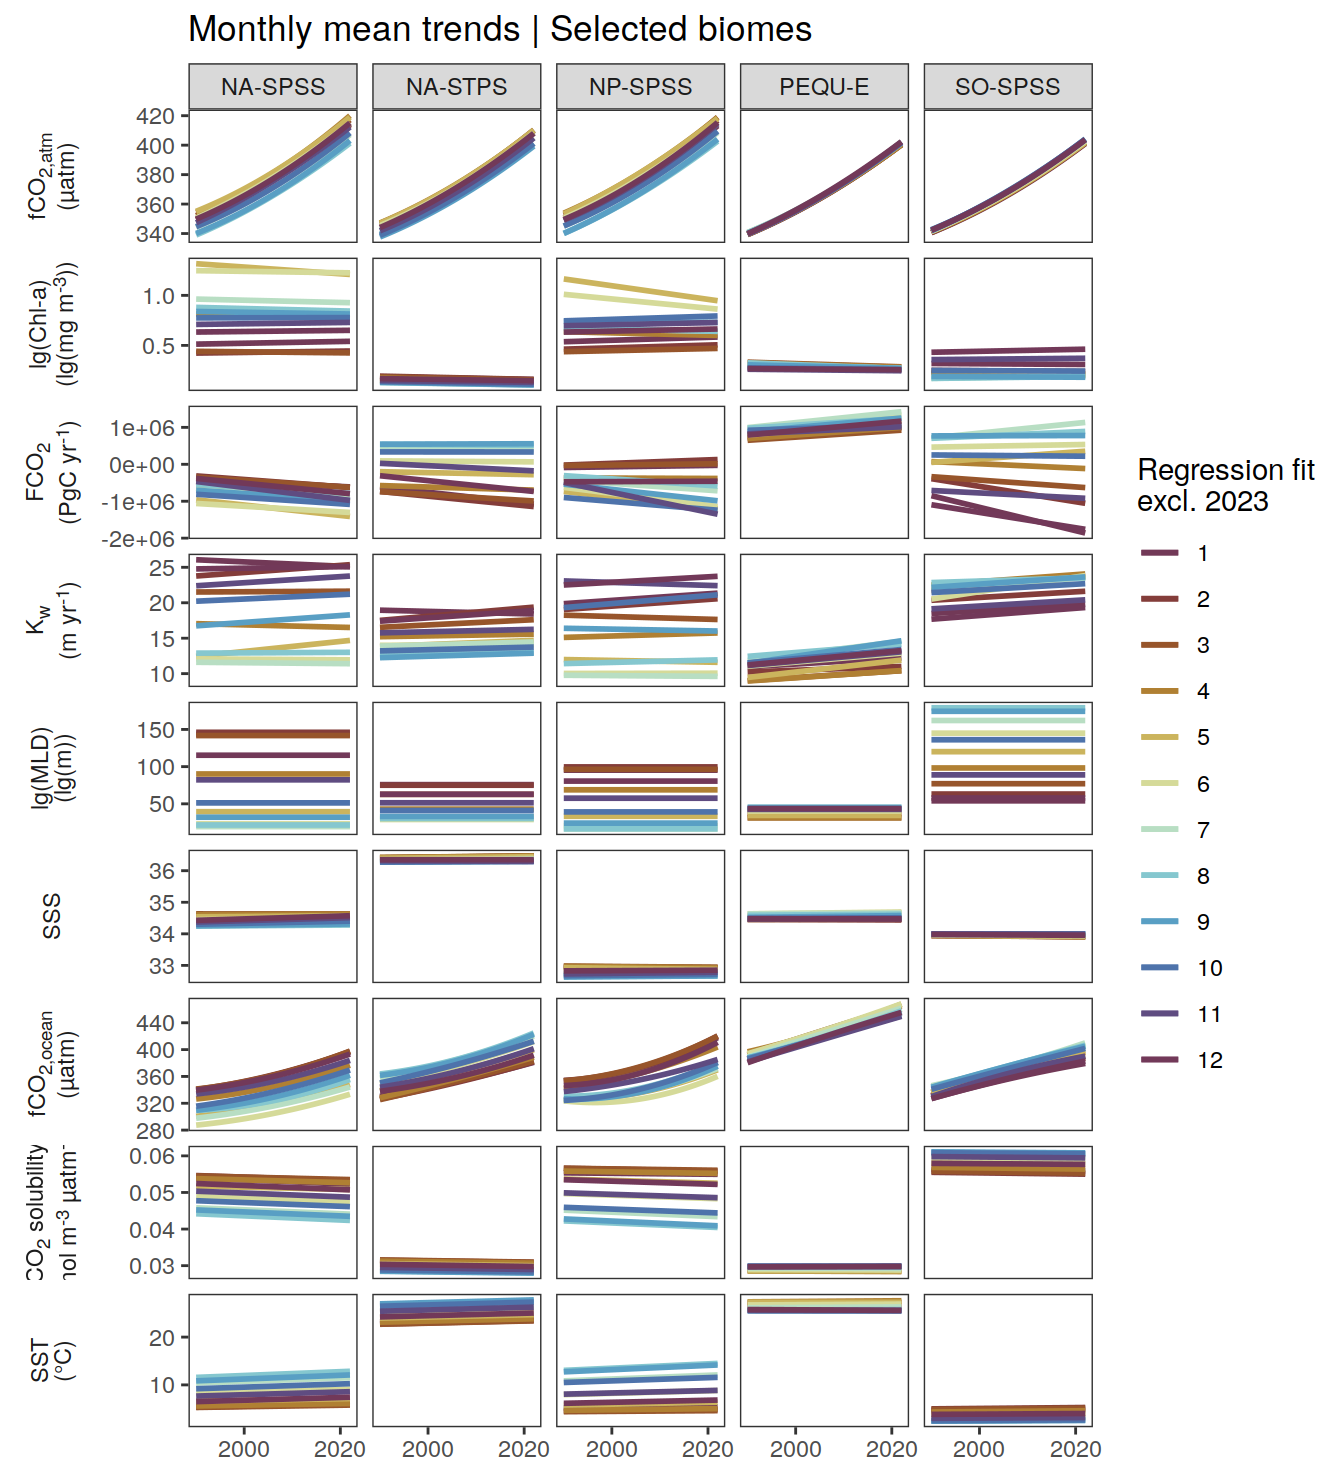 Monthly mean trends | Selected biomes
NA-SPSS NA-STPS NP-SPSS PEQU-E SO-SPSS
fCO2,atm
(µatm)
420
400
380
360
340
lg(Chl-a)
(lg(mg m-3))
1.0
0.5
FCO2
(PgC yr-1)
1e+06
0e+00
-1e+06
-2e+06
Kw
(m yr-1)
25
20
15
10
lg(MLD)
(lg(m))
150
100
50
SSS
36
35
34
33
fCO2,ocean
(µatm)
440
400
360
320
280
CO2 solubility
nol m-3 µatm-
0.06
0.05
0.04
0.03
SST
(°C)
20
10
2000 2020 2000 2020 2000 2020 2000 2020 2000 2020
Regression fit
excl. 2023
1
2
3
4
5
6
7
8
9
10
11
12